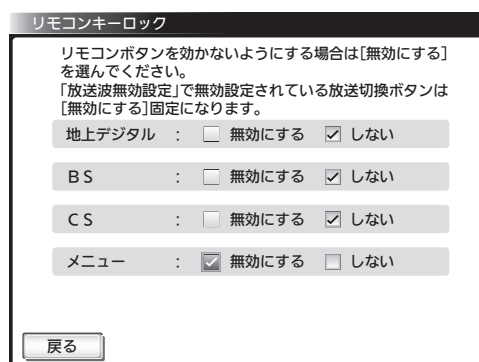 リモコンキーロック
リモコンボタンを効かないようにする場合は[無効にする]
を選んでください。
「放送波無効設定」で無効設定されている放送切換ボタンは
[無効にする]固定になります。
地上デジタル : 無効にする しない
BS : 無効にする しない
CS : 無効にする しない
メニュー : 無効にする しない
戻る